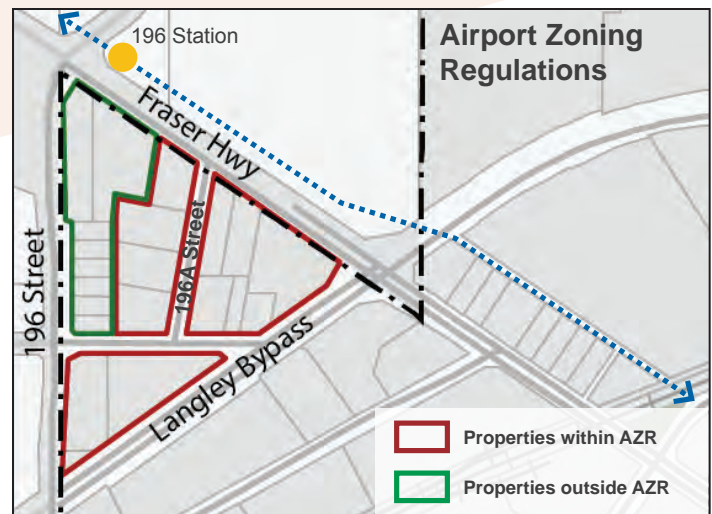 196 Station
Airport Zoning
Regulations
Fraser Hwy
196A Street
196 Street
Langley Bypass
Properties within AZR
Properties outside AZR